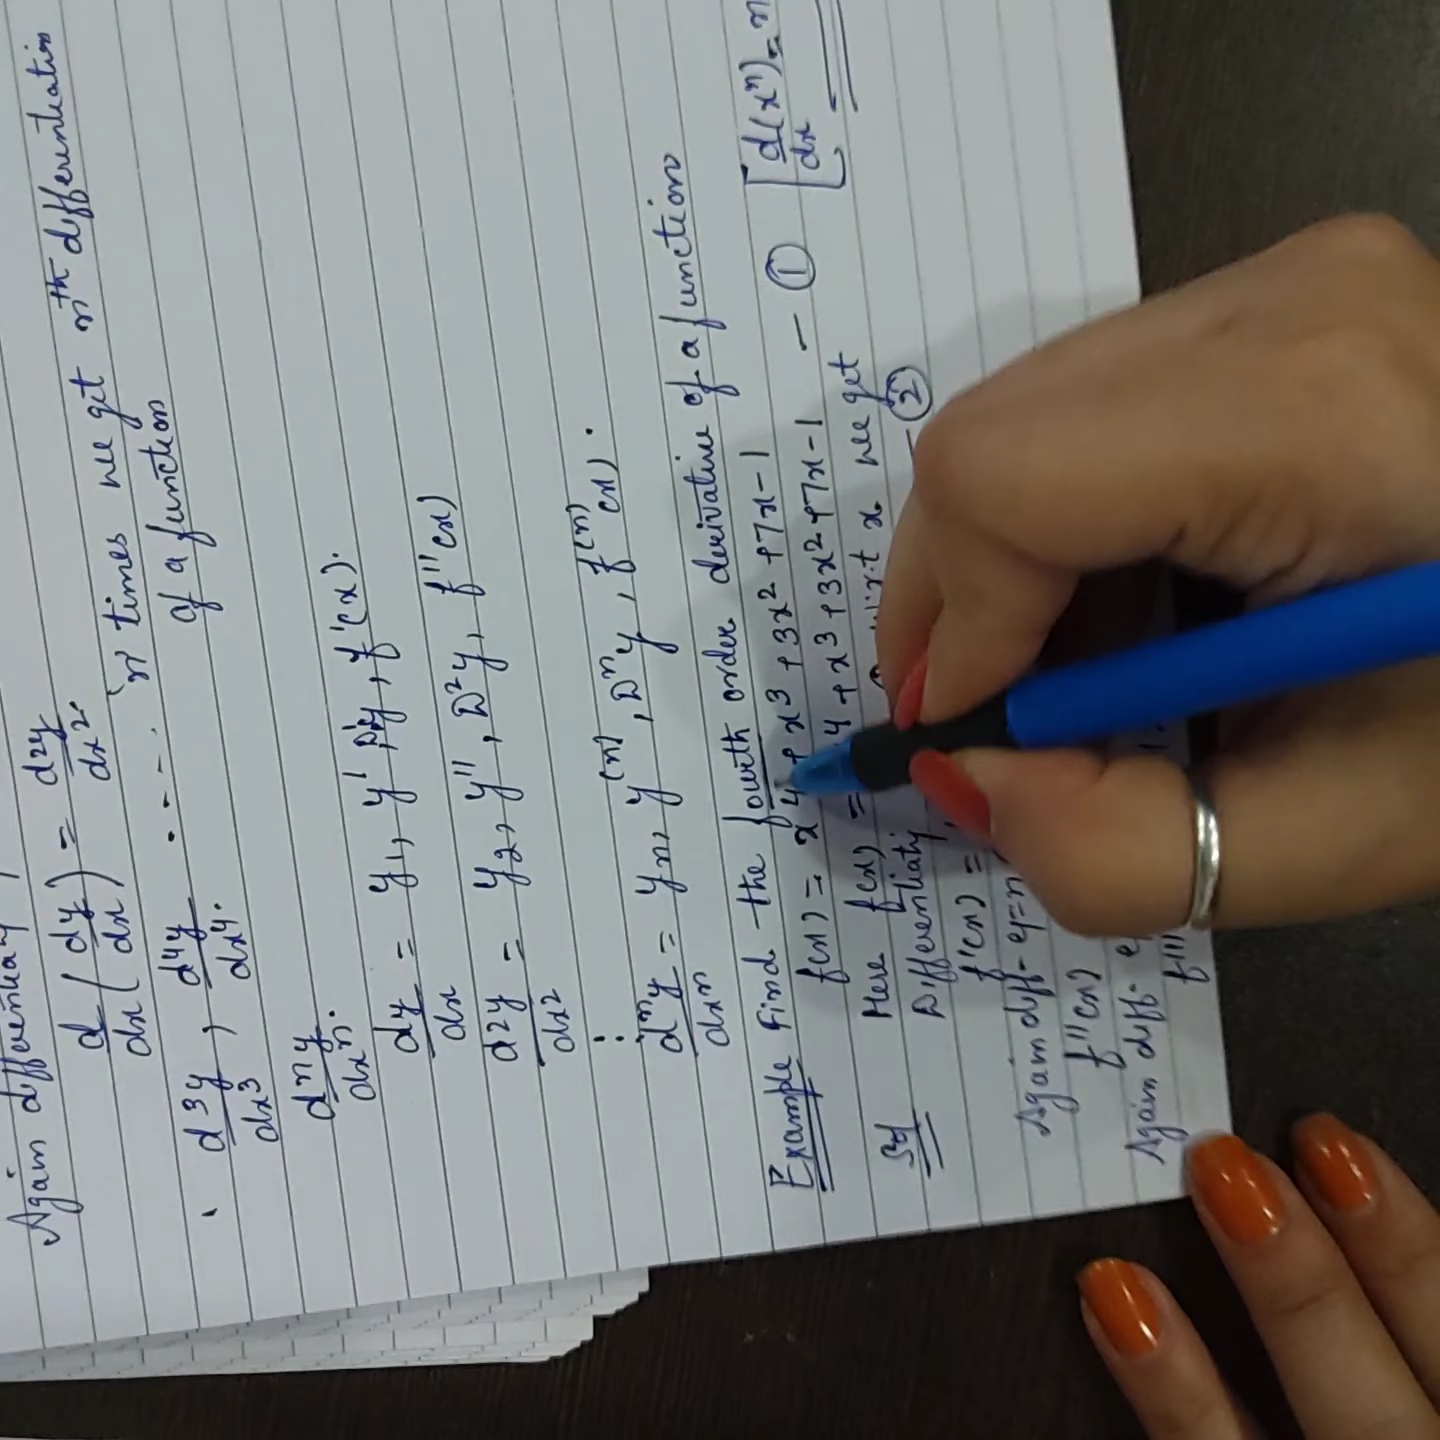 Again differentiat
d/dx (dy/dx) = d2y/dx2.
. d3y/dx3 , d4y/dx4. . - - - - 'n' times we get nth differentiation
of a function
dny/dxn.
dy/dx = y1, y', Dy, f'(x).
d2y/dx2 = y2, y'', D2y, f''(x)
:
dny/dxn = yn, y(n), Dny, f(n)(x).
Example Find the fourth order derivative of a function
f(x) = x4 + x3 + 3x2 + 7x - 1
Sol Here f(x) = 4 + x3 + 3x2 + 7x - 1 - ① [d(xn)/dx = n
Differentiatg w.r.t x we get
f'(x) = - ②
Again diff- eq=n
f''(x)
Again diff- e
f'''